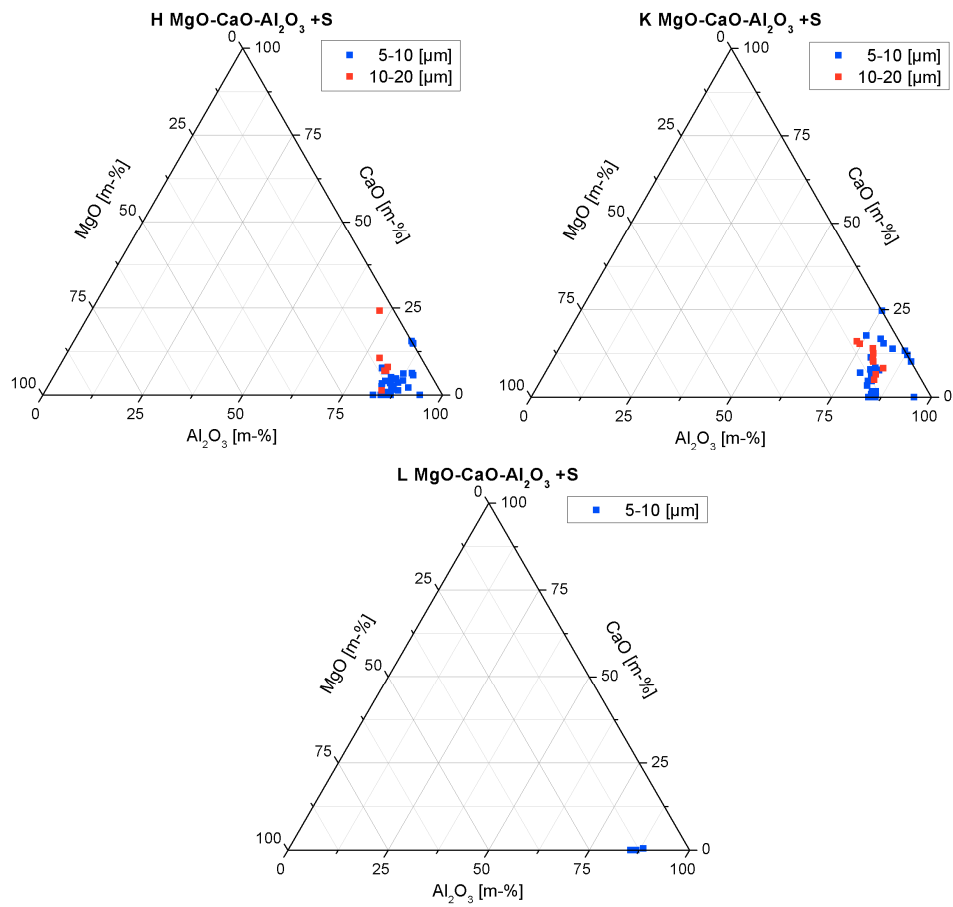 H MgO-CaO-Al₂O₃ +S
5-10 [µm]
10-20 [µm]
0
100
25
75
50
50
75
25
100
0
0
25
50
75
100
MgO [m-%]
CaO [m-%]
Al₂O₃ [m-%]
K MgO-CaO-Al₂O₃ +S
5-10 [µm]
10-20 [µm]
0
100
25
75
50
50
75
25
100
0
0
25
50
75
100
MgO [m-%]
CaO [m-%]
Al₂O₃ [m-%]
L MgO-CaO-Al₂O₃ +S
5-10 [µm]
0
100
25
75
50
50
75
25
100
0
0
25
50
75
100
MgO [m-%]
CaO [m-%]
Al₂O₃ [m-%]